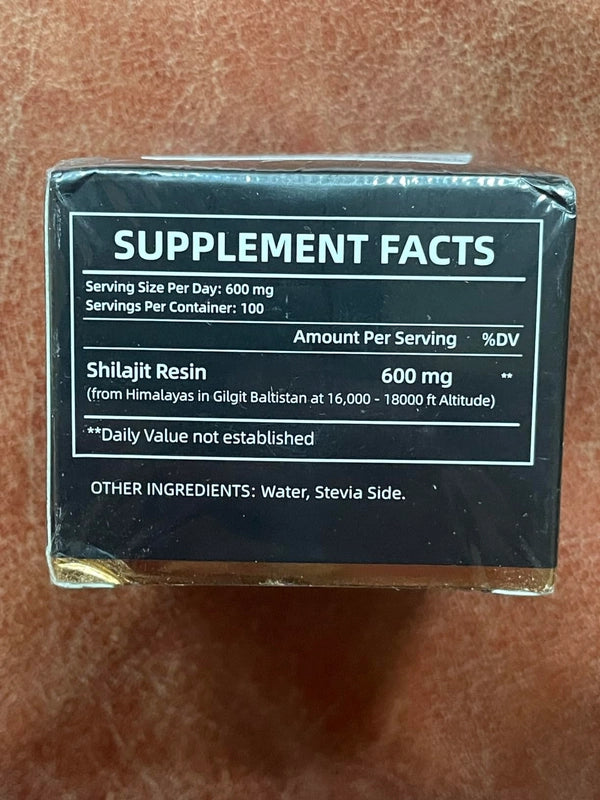 SUPPLEMENT FACTS
Serving Size Per Day: 600 mg
Servings Per Container: 100
Amount Per Serving %DV
Shilajit Resin 600 mg **
(from Himalayas in Gilgit Baltistan at 16,000 - 18000 ft Altitude)
**Daily Value not established
OTHER INGREDIENTS: Water, Stevia Side.